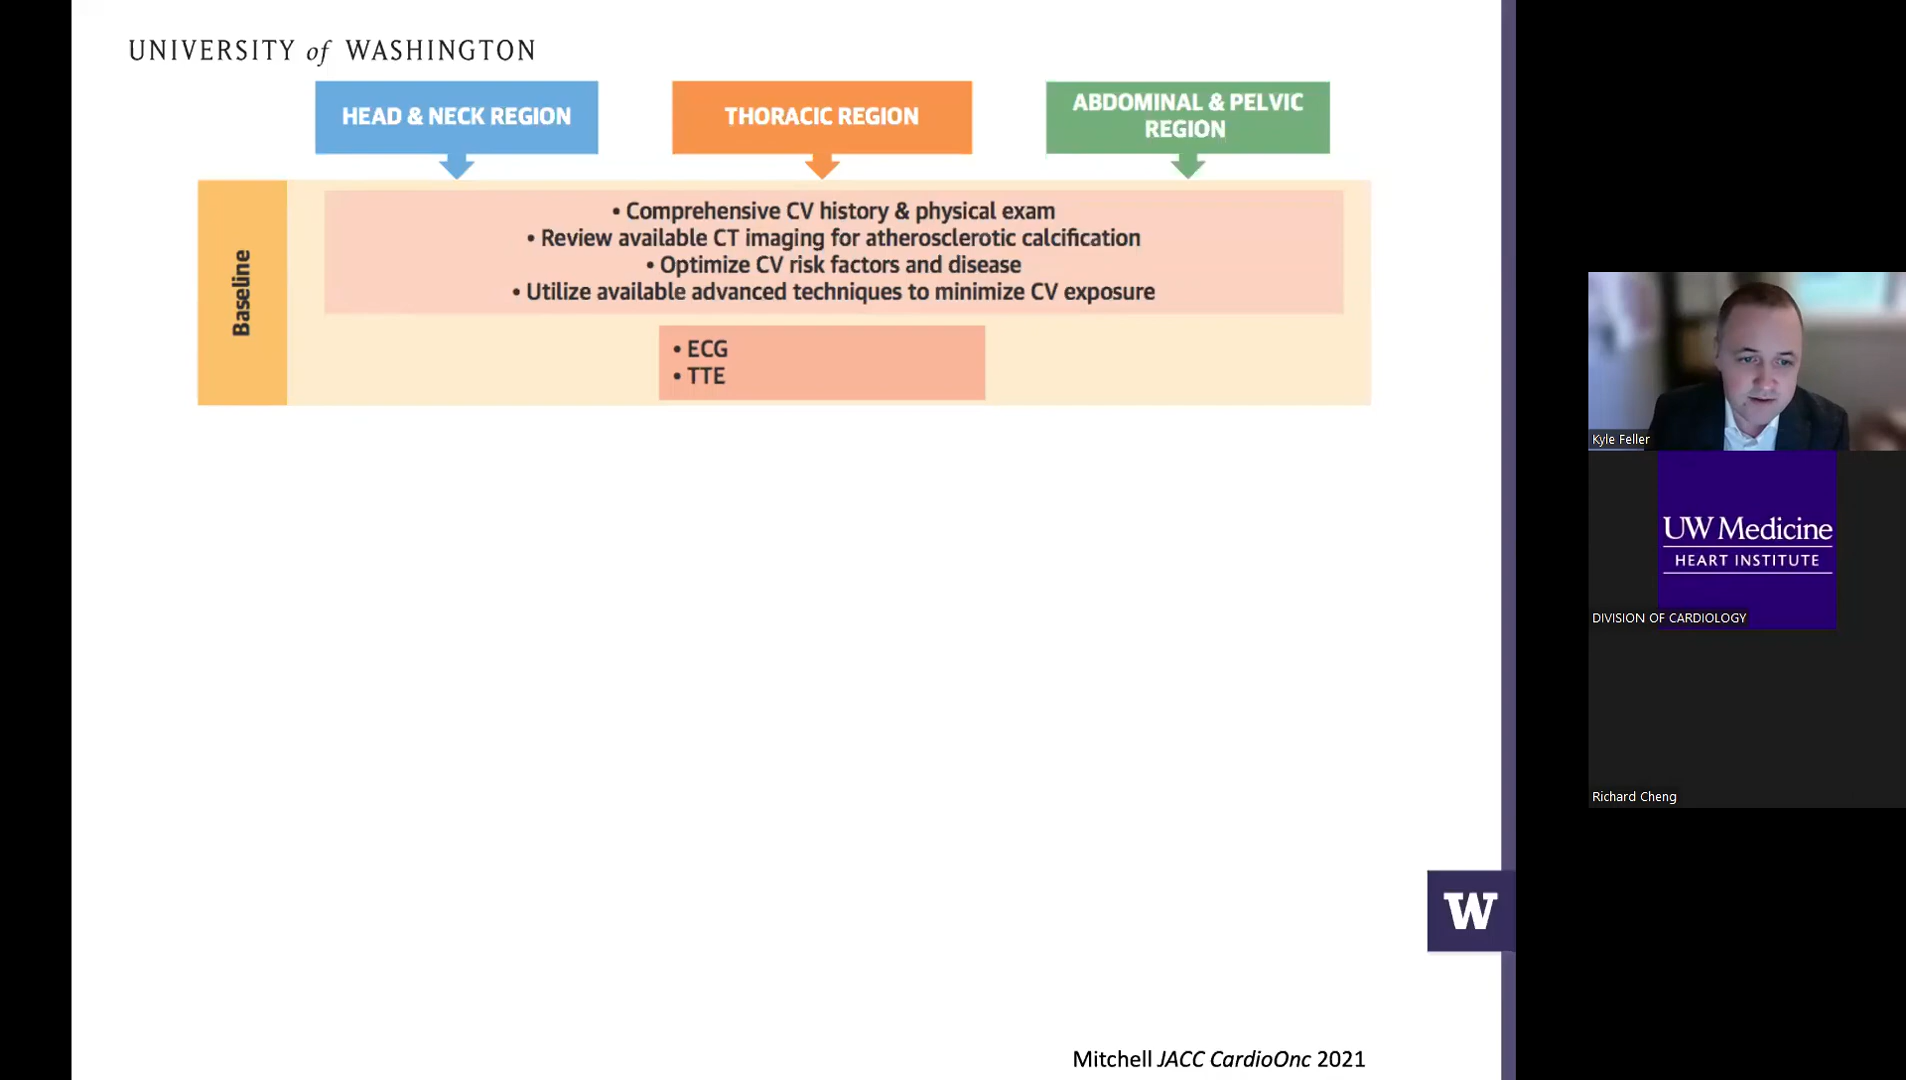 UNIVERSITY of WASHINGTON
HEAD & NECK REGION
THORACIC REGION
ABDOMINAL & PELVIC
REGION
Baseline
• Comprehensive CV history & physical exam
• Review available CT imaging for atherosclerotic calcification
• Optimize CV risk factors and disease
• Utilize available advanced techniques to minimize CV exposure
• ECG
• TTE
W
Mitchell JACC CardioOnc 2021
Kyle Feller
UW Medicine
HEART INSTITUTE
DIVISION OF CARDIOLOGY
Richard Cheng